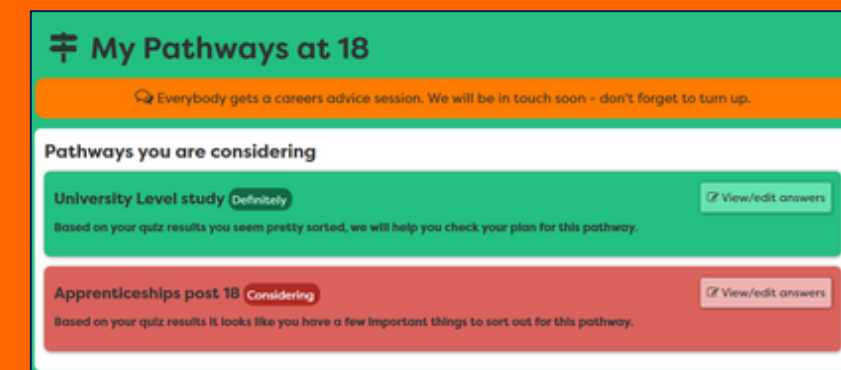 My Pathways at 18
Everybody gets a careers advice session. We will be in touch soon - don't forget to turn up.
Pathways you are considering
University Level study Definitely
View/edit answers
Based on your quiz results you seem pretty sorted, we will help you check your plan for this pathway.
Apprenticeships post 18 Considering
View/edit answers
Based on your quiz results it looks like you have a few important things to sort out for this pathway.